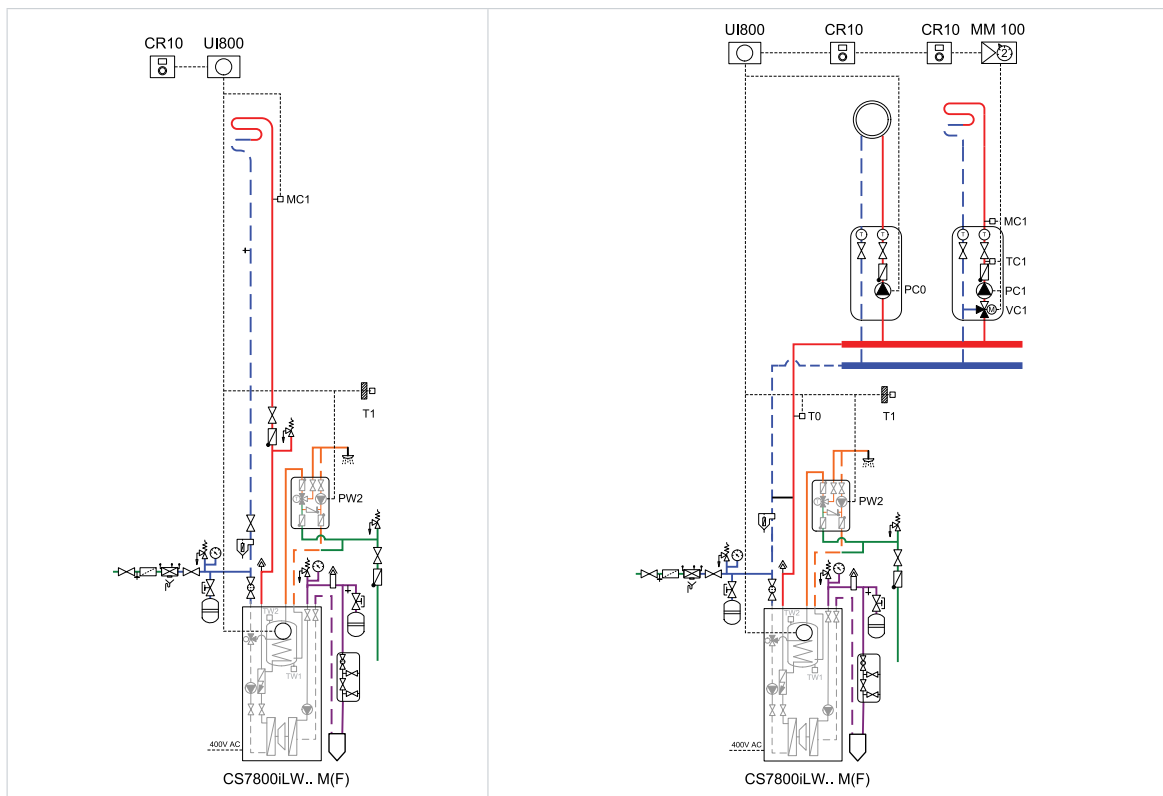 CR10 UI800
MC1
T1
PW2
TW2
TW1
400V AC
CS7800iLW.. M(F)
UI800 CR10 CR10 MM 100
2
MC1
T T T T
TC1
PC0 PC1
M VC1
T0 T1
PW2
TW2
TW1
400V AC
CS7800iLW.. M(F)